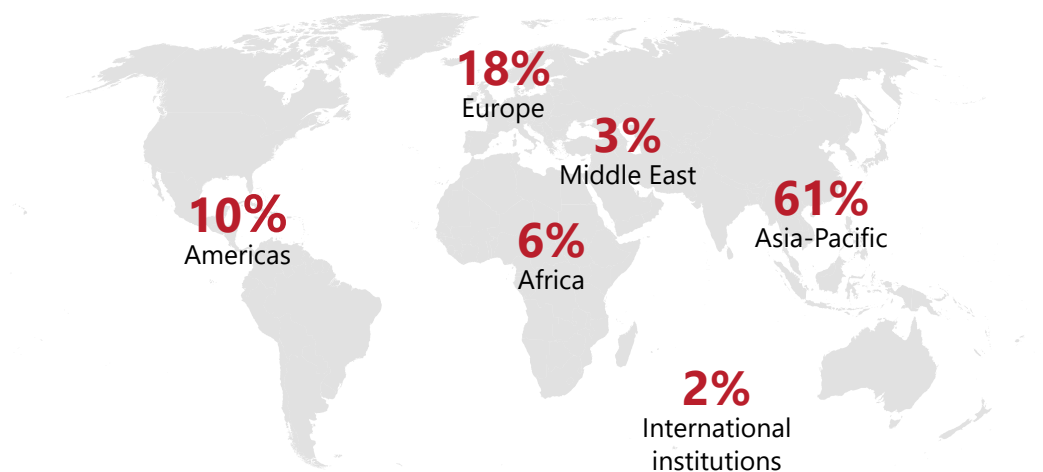 18%
Europe
3%
Middle East
61%
Asia-Pacific
10%
Americas
6%
Africa
2%
International
institutions